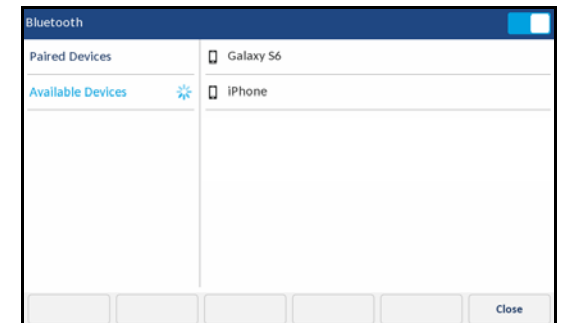 Bluetooth
Paired Devices
Galaxy S6
Available Devices
iPhone
Close